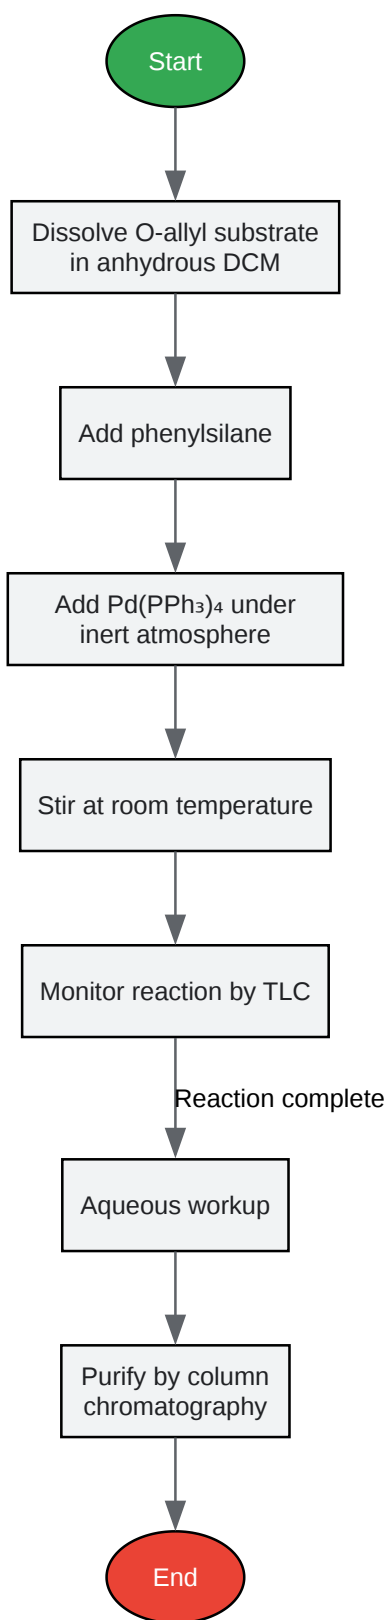 Start
Dissolve O-allyl substrate
in anhydrous DCM
Add phenylsilane
Add Pd(PPh₃)₄ under
inert atmosphere
Stir at room temperature
Monitor reaction by TLC
Reaction complete
Aqueous workup
Purify by column
chromatography
End